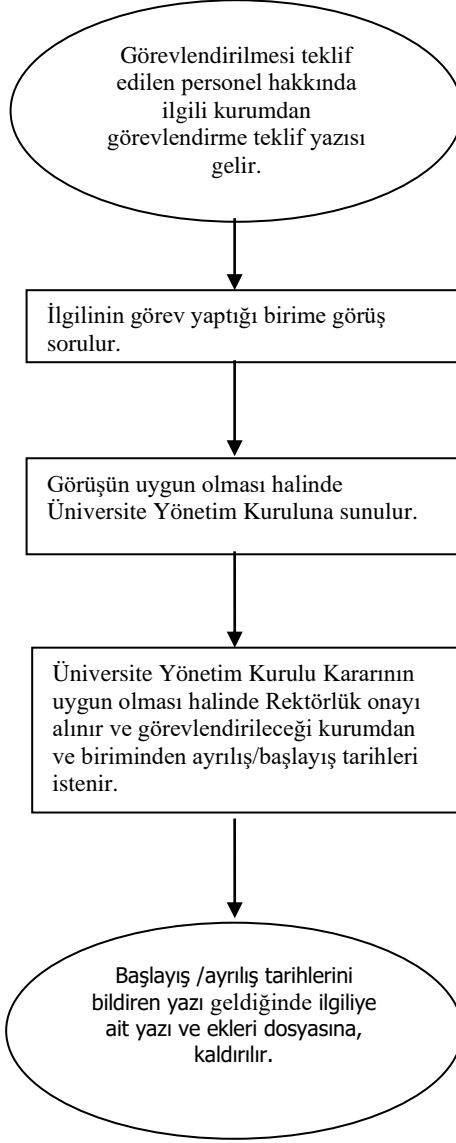 Görevlendirilmesi teklif
edilen personel hakkında
ilgili kurumdan
görevlendirme teklif yazısı
gelir.
İlgilinin görev yaptığı birime görüş
sorulur.
Görüşün uygun olması halinde
Üniversite Yönetim Kuruluna sunulur.
Üniversite Yönetim Kurulu Kararının
uygun olması halinde Rektörlük onayı
alınır ve görevlendirileceği kurumdan
ve biriminden ayrılış/başlayış tarihleri
istenir.
Başlayış /ayrılış tarihlerini
bildiren yazı geldiğinde ilgiliye
ait yazı ve ekleri dosyasına,
kaldırılır.